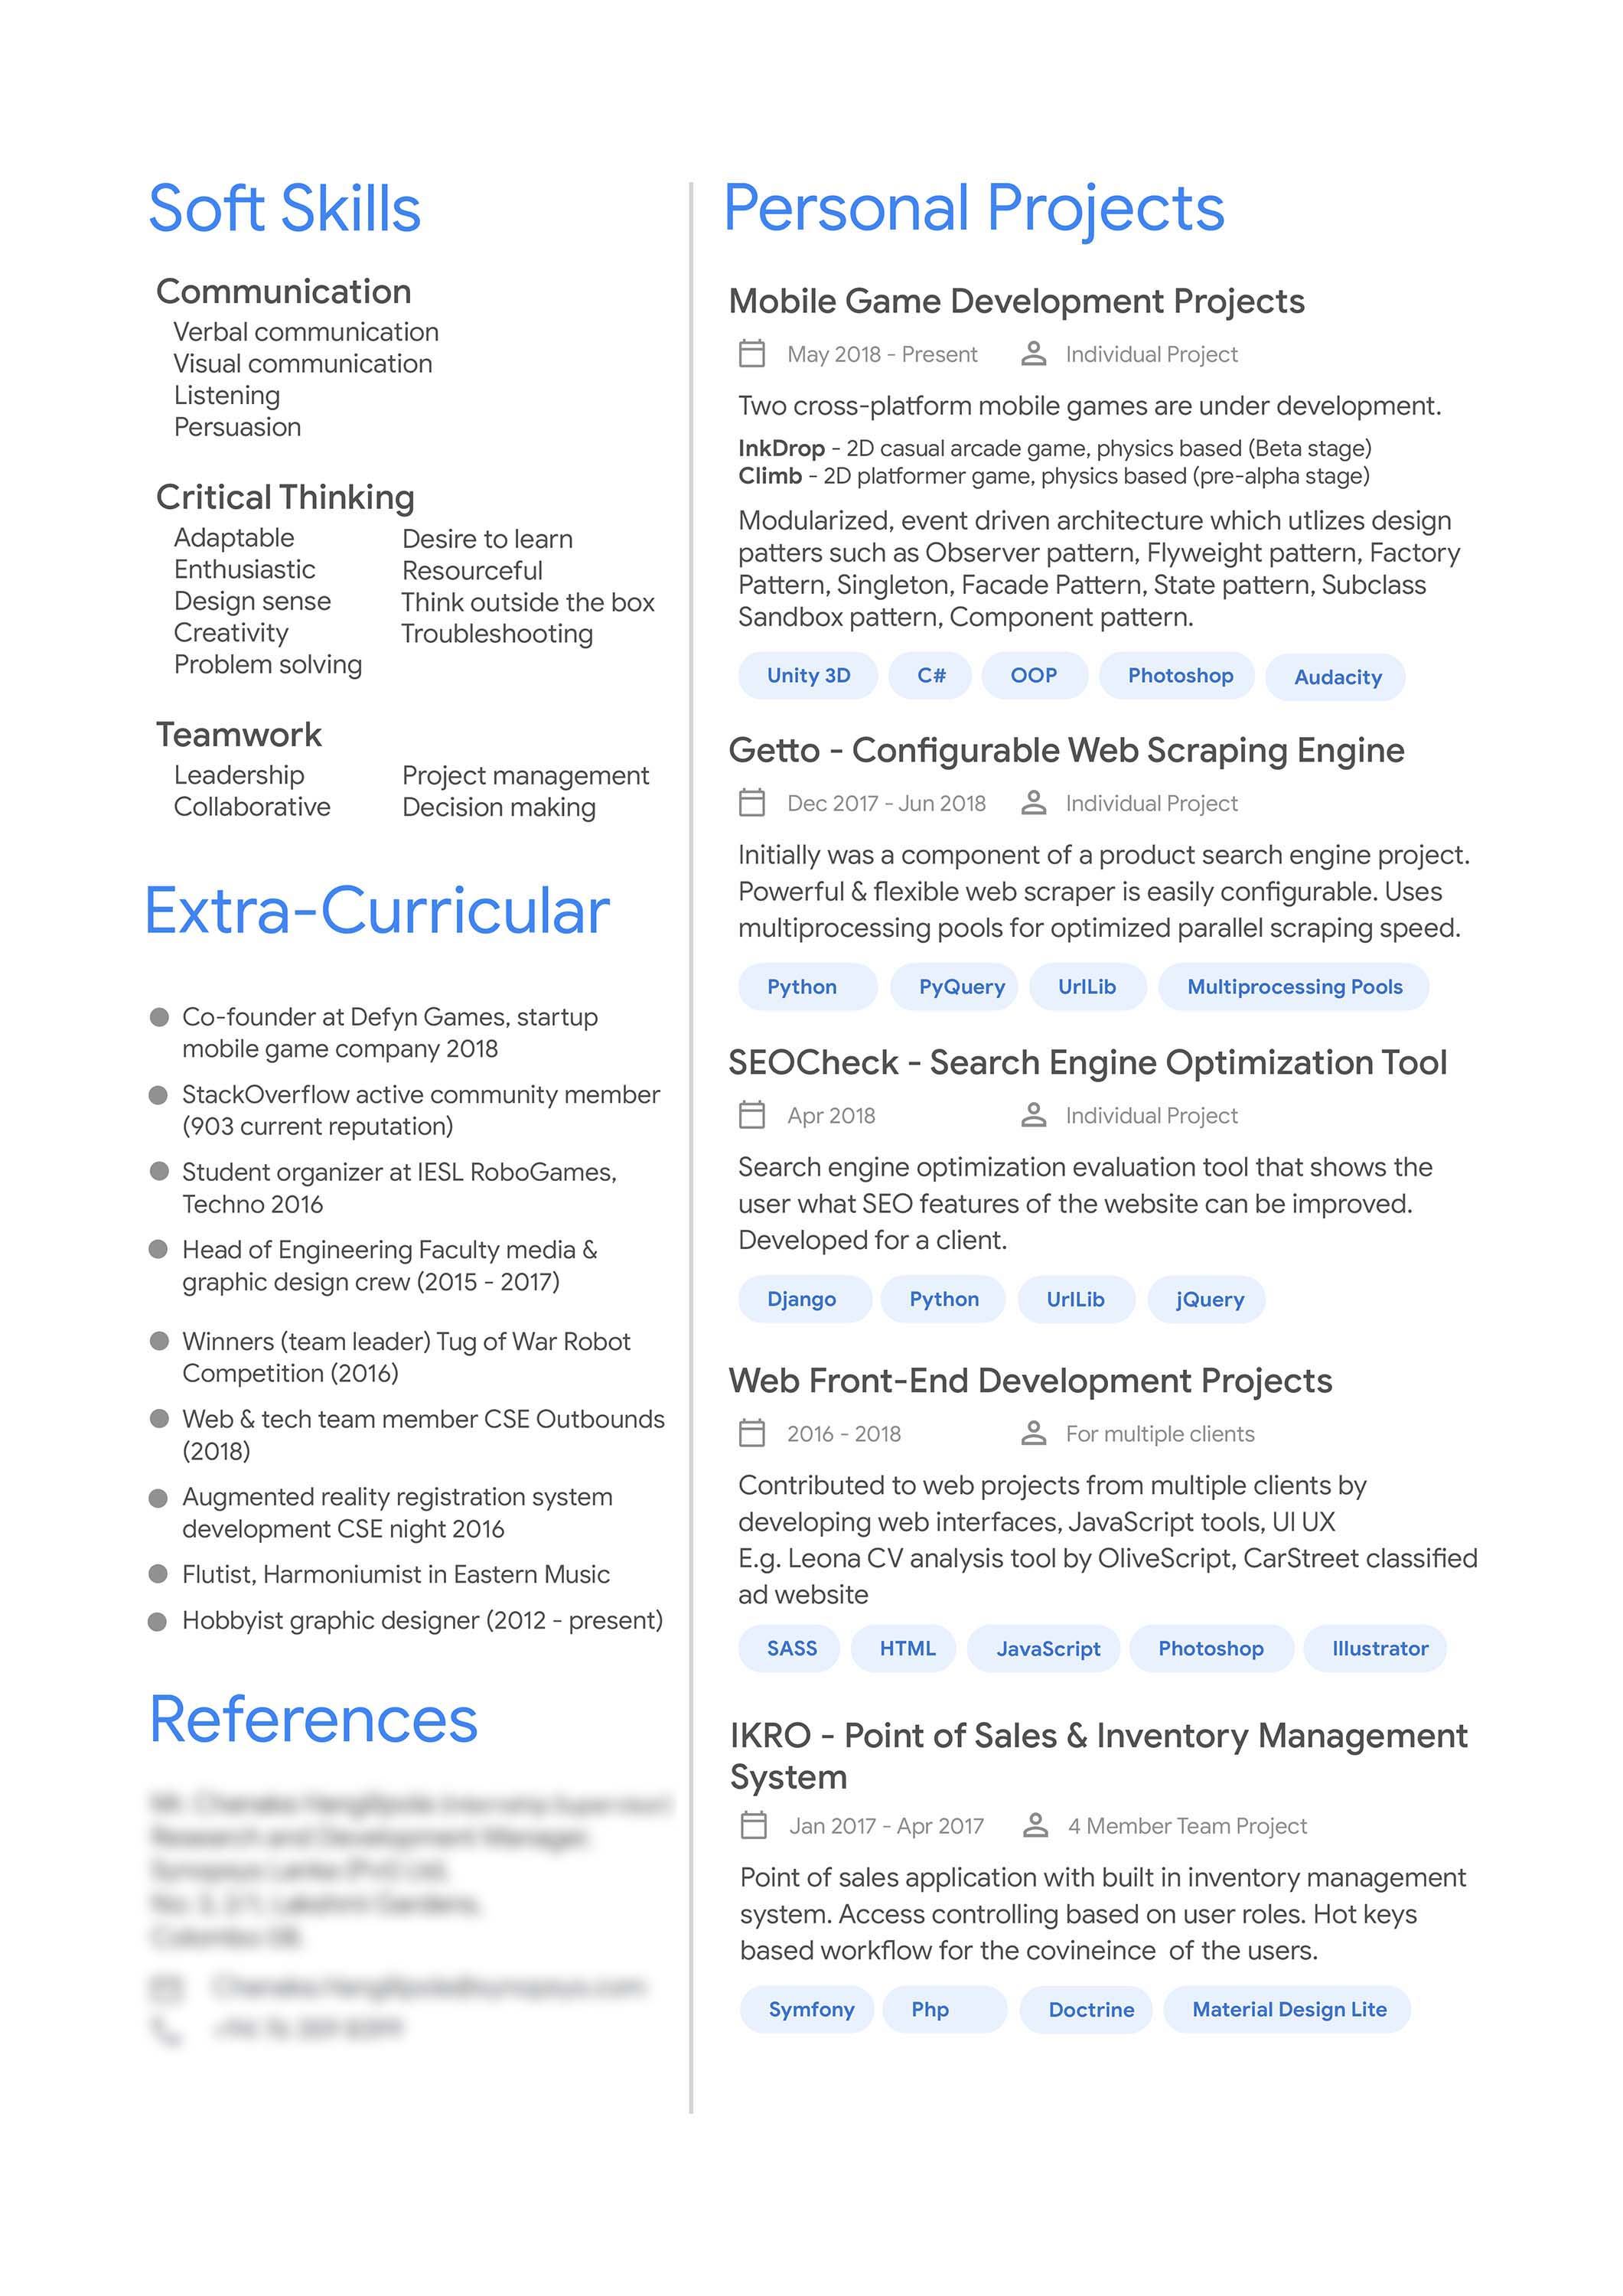 Soft Skills
Communication
Verbal communication
Visual communication
Listening
Persuasion
Critical Thinking
Adaptable
Enthusiastic
Design sense
Creativity
Problem solving
Desire to learn
Resourceful
Think outside the box
Troubleshooting
Teamwork
Leadership
Collaborative
Project management
Decision making
Extra-Curricular
Co-founder at Defyn Games, startup
mobile game company 2018
StackOverflow active community member
(903 current reputation)
Student organizer at IESL RoboGames,
Techno 2016
Head of Engineering Faculty media &
graphic design crew (2015 - 2017)
Winners (team leader) Tug of War Robot
Competition (2016)
Web & tech team member CSE Outbounds
(2018)
Augmented reality registration system
development CSE night 2016
Flutist, Harmoniumist in Eastern Music
Hobbyist graphic designer (2012 - present)
References
Personal Projects
Mobile Game Development Projects
May 2018 - Present Individual Project
Two cross-platform mobile games are under development.
InkDrop - 2D casual arcade game, physics based (Beta stage)
Climb - 2D platformer game, physics based (pre-alpha stage)
Modularized, event driven architecture which utlizes design
patters such as Observer pattern, Flyweight pattern, Factory
Pattern, Singleton, Facade Pattern, State pattern, Subclass
Sandbox pattern, Component pattern.
Unity 3D C# OOP Photoshop Audacity
Getto - Configurable Web Scraping Engine
Dec 2017 - Jun 2018 Individual Project
Initially was a component of a product search engine project.
Powerful & flexible web scraper is easily configurable. Uses
multiprocessing pools for optimized parallel scraping speed.
Python PyQuery UrlLib Multiprocessing Pools
SEOCheck - Search Engine Optimization Tool
Apr 2018 Individual Project
Search engine optimization evaluation tool that shows the
user what SEO features of the website can be improved.
Developed for a client.
Django Python UrlLib jQuery
Web Front-End Development Projects
2016 - 2018 For multiple clients
Contributed to web projects from multiple clients by
developing web interfaces, JavaScript tools, UI UX
E.g. Leona CV analysis tool by OliveScript, CarStreet classified
ad website
SASS HTML JavaScript Photoshop Illustrator
IKRO - Point of Sales & Inventory Management
System
Jan 2017 - Apr 2017 4 Member Team Project
Point of sales application with built in inventory management
system. Access controlling based on user roles. Hot keys
based workflow for the covineince of the users.
Symfony Php Doctrine Material Design Lite